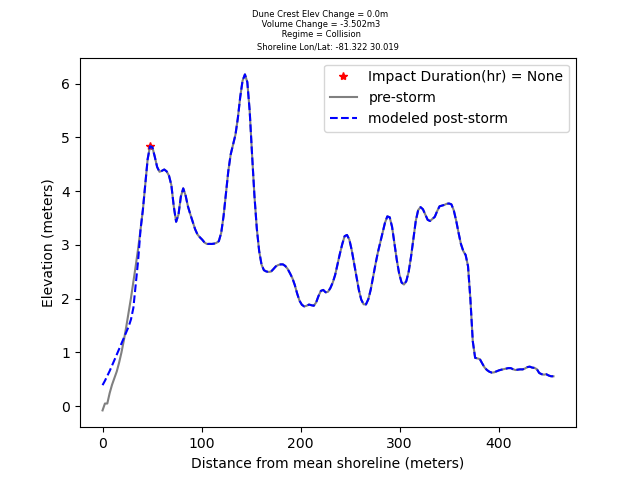 Dune Crest Elev Change = 0.0m
Volume Change = -3.502m3
Regime = Collision
Shoreline Lon/Lat: -81.322 30.019
Impact Duration(hr) = None
pre-storm
modeled post-storm
Elevation (meters)
6
5
4
3
2
1
0
0 100 200 300 400
Distance from mean shoreline (meters)